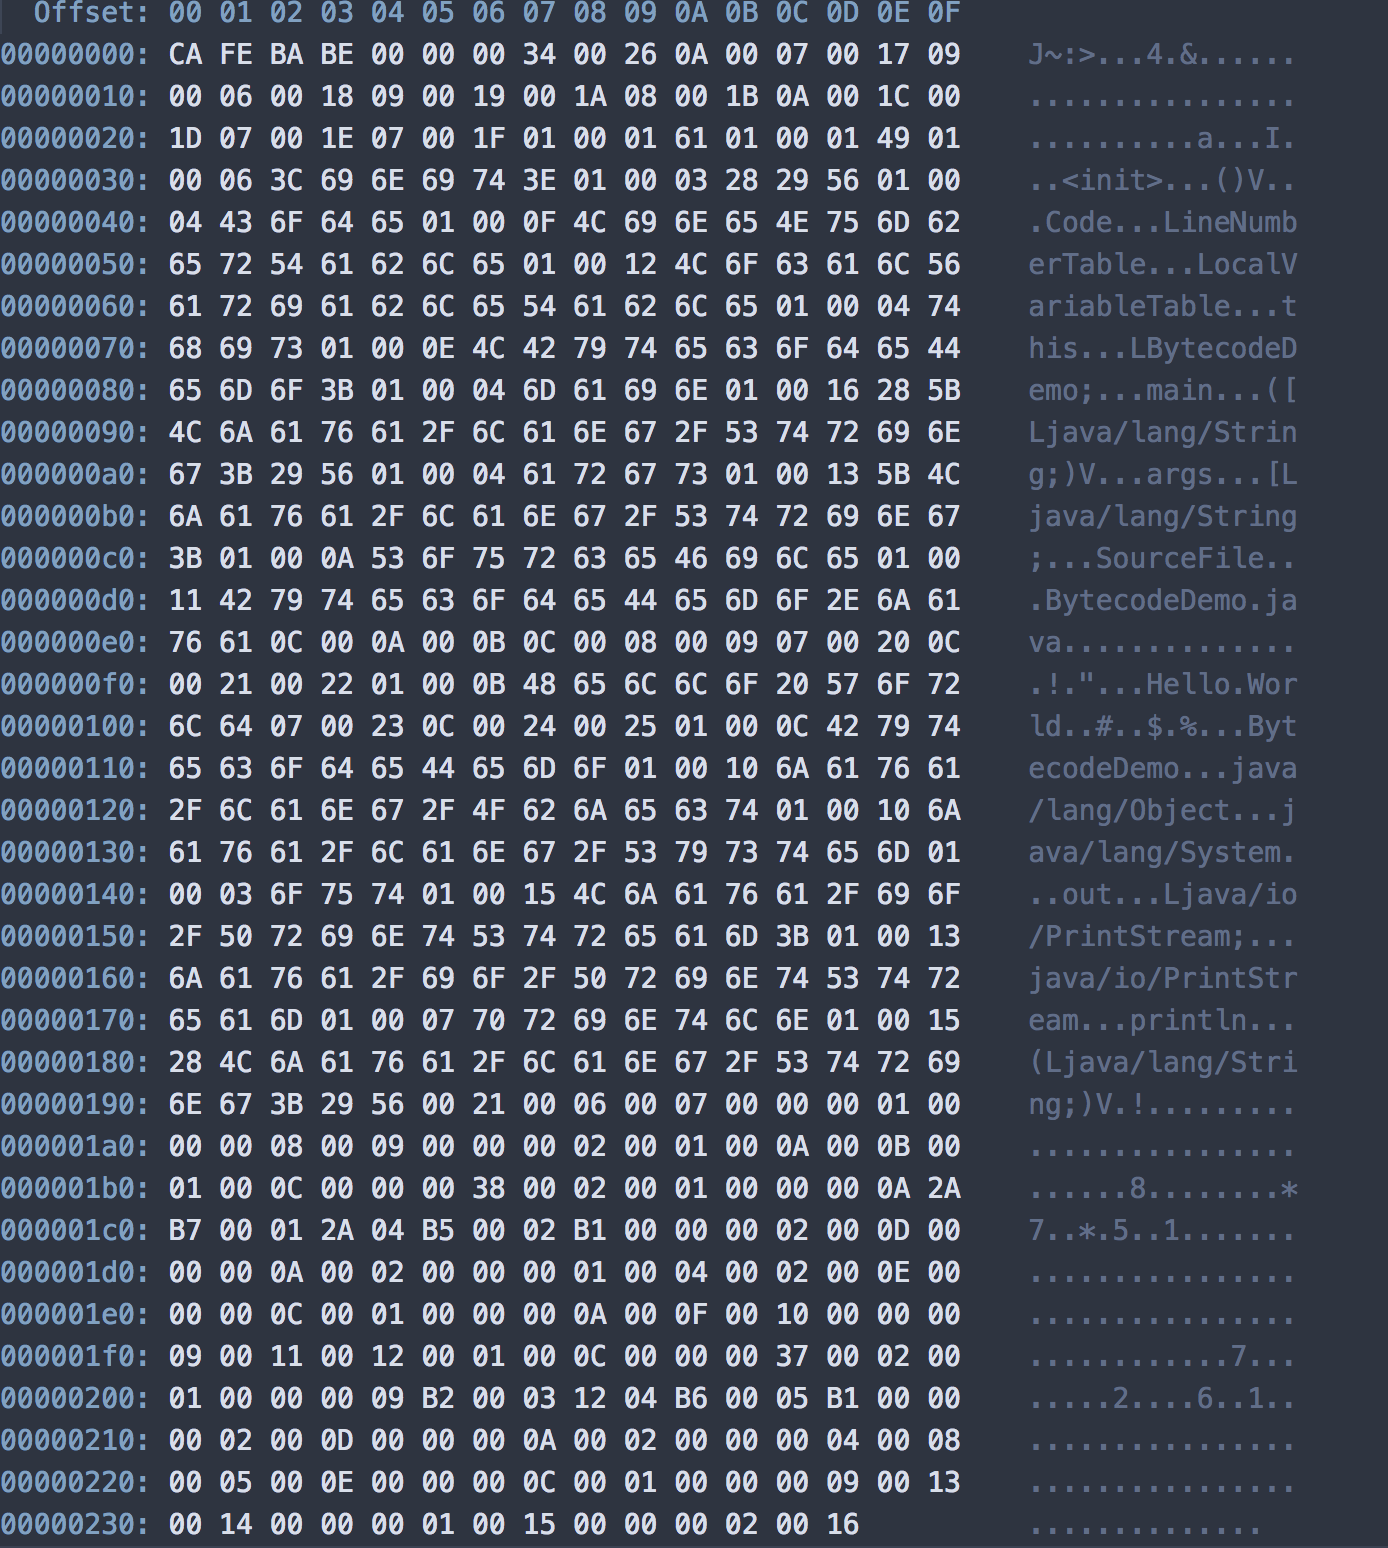 Offset: 00 01 02 03 04 05 06 07 08 09 0A 0B 0C 0D 0E 0F
00000000: CA FE BA BE 00 00 00 34 00 26 0A 00 07 00 17 09 J~:>...4.&......
00000010: 00 06 00 18 09 00 19 00 1A 08 00 1B 0A 00 1C 00 ................
00000020: 1D 07 00 1E 07 00 1F 01 00 01 61 01 00 01 49 01 ..........a...I.
00000030: 00 06 3C 69 6E 69 74 3E 01 00 03 28 29 56 01 00 ..<init>...()V..
00000040: 04 43 6F 64 65 01 00 0F 4C 69 6E 65 4E 75 6D 62 .Code...LineNumb
00000050: 65 72 54 61 62 6C 65 01 00 12 4C 6F 63 61 6C 56 erTable...LocalV
00000060: 61 72 69 61 62 6C 65 54 61 62 6C 65 01 00 04 74 ariableTable...t
00000070: 68 69 73 01 00 0E 4C 42 79 74 65 63 6F 64 65 44 his...LBytecodeD
00000080: 65 6D 6F 3B 01 00 04 6D 61 69 6E 01 00 16 28 5B emo;...main...([
00000090: 4C 6A 61 76 61 2F 6C 61 6E 67 2F 53 74 72 69 6E Ljava/lang/Strin
000000a0: 67 3B 29 56 01 00 04 61 72 67 73 01 00 13 5B 4C g;)V...args...[L
000000b0: 6A 61 76 61 2F 6C 61 6E 67 2F 53 74 72 69 6E 67 java/lang/String
000000c0: 3B 01 00 0A 53 6F 75 72 63 65 46 69 6C 65 01 00 ;...SourceFile..
000000d0: 11 42 79 74 65 63 6F 64 65 44 65 6D 6F 2E 6A 61 .BytecodeDemo.ja
000000e0: 76 61 0C 00 0A 00 0B 0C 00 08 00 09 07 00 20 0C va..............
000000f0: 00 21 00 22 01 00 0B 48 65 6C 6C 6F 20 57 6F 72 .!."...Hello.Wor
00000100: 6C 64 07 00 23 0C 00 24 00 25 01 00 0C 42 79 74 ld..#..$.%...Byt
00000110: 65 63 6F 64 65 44 65 6D 6F 01 00 10 6A 61 76 61 ecodeDemo...java
00000120: 2F 6C 61 6E 67 2F 4F 62 6A 65 63 74 01 00 10 6A /lang/Object...j
00000130: 61 76 61 2F 6C 61 6E 67 2F 53 79 73 74 65 6D 01 ava/lang/System.
00000140: 00 03 6F 75 74 01 00 15 4C 6A 61 76 61 2F 69 6F ..out...Ljava/io
00000150: 2F 50 72 69 6E 74 53 74 72 65 61 6D 3B 01 00 13 /PrintStream;...
00000160: 6A 61 76 61 2F 69 6F 2F 50 72 69 6E 74 53 74 72 java/io/PrintStr
00000170: 65 61 6D 01 00 07 70 72 69 6E 74 6C 6E 01 00 15 eam...println...
00000180: 28 4C 6A 61 76 61 2F 6C 61 6E 67 2F 53 74 72 69 (Ljava/lang/Stri
00000190: 6E 67 3B 29 56 00 21 00 06 00 07 00 00 00 01 00 ng;)V.!.........
000001a0: 00 00 08 00 09 00 00 00 02 00 01 00 0A 00 0B 00 ................
000001b0: 01 00 0C 00 00 00 38 00 02 00 01 00 00 00 0A 2A ......8........*
000001c0: B7 00 01 2A 04 B5 00 02 B1 00 00 00 02 00 0D 00 7..*.5..1.......
000001d0: 00 00 0A 00 02 00 00 00 01 00 04 00 02 00 0E 00 ................
000001e0: 00 00 0C 00 01 00 00 00 0A 00 0F 00 10 00 00 00 ................
000001f0: 09 00 11 00 12 00 01 00 0C 00 00 00 37 00 02 00 ............7...
00000200: 01 00 00 00 09 B2 00 03 12 04 B6 00 05 B1 00 00 .....2....6..1..
00000210: 00 02 00 0D 00 00 00 0A 00 02 00 00 00 04 00 08 ................
00000220: 00 05 00 0E 00 00 00 0C 00 01 00 00 00 09 00 13 ................
00000230: 00 14 00 00 00 01 00 15 00 00 00 02 00 16 ..............